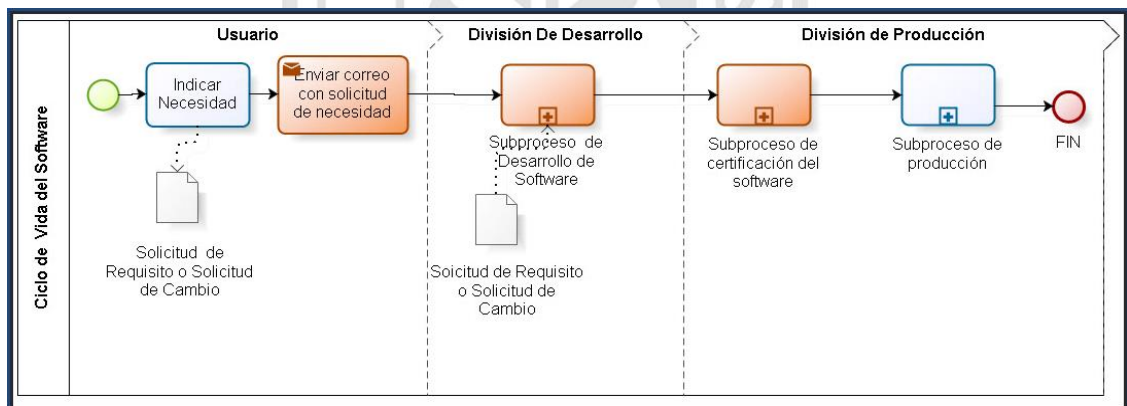 Ciclo de Vida del Software
Usuario
División De Desarrollo
División de Producción
Indicar
Necesidad
Enviar correo
con solicitud
de necesidad
Subproceso de
Desarrollo de
Software
Subproceso de
certificación del
software
Subproceso de
producción
FIN
Solicitud de
Requisito o Solicitud
de Cambio
Soicitud de Requisito
o Solicitud de
Cambio